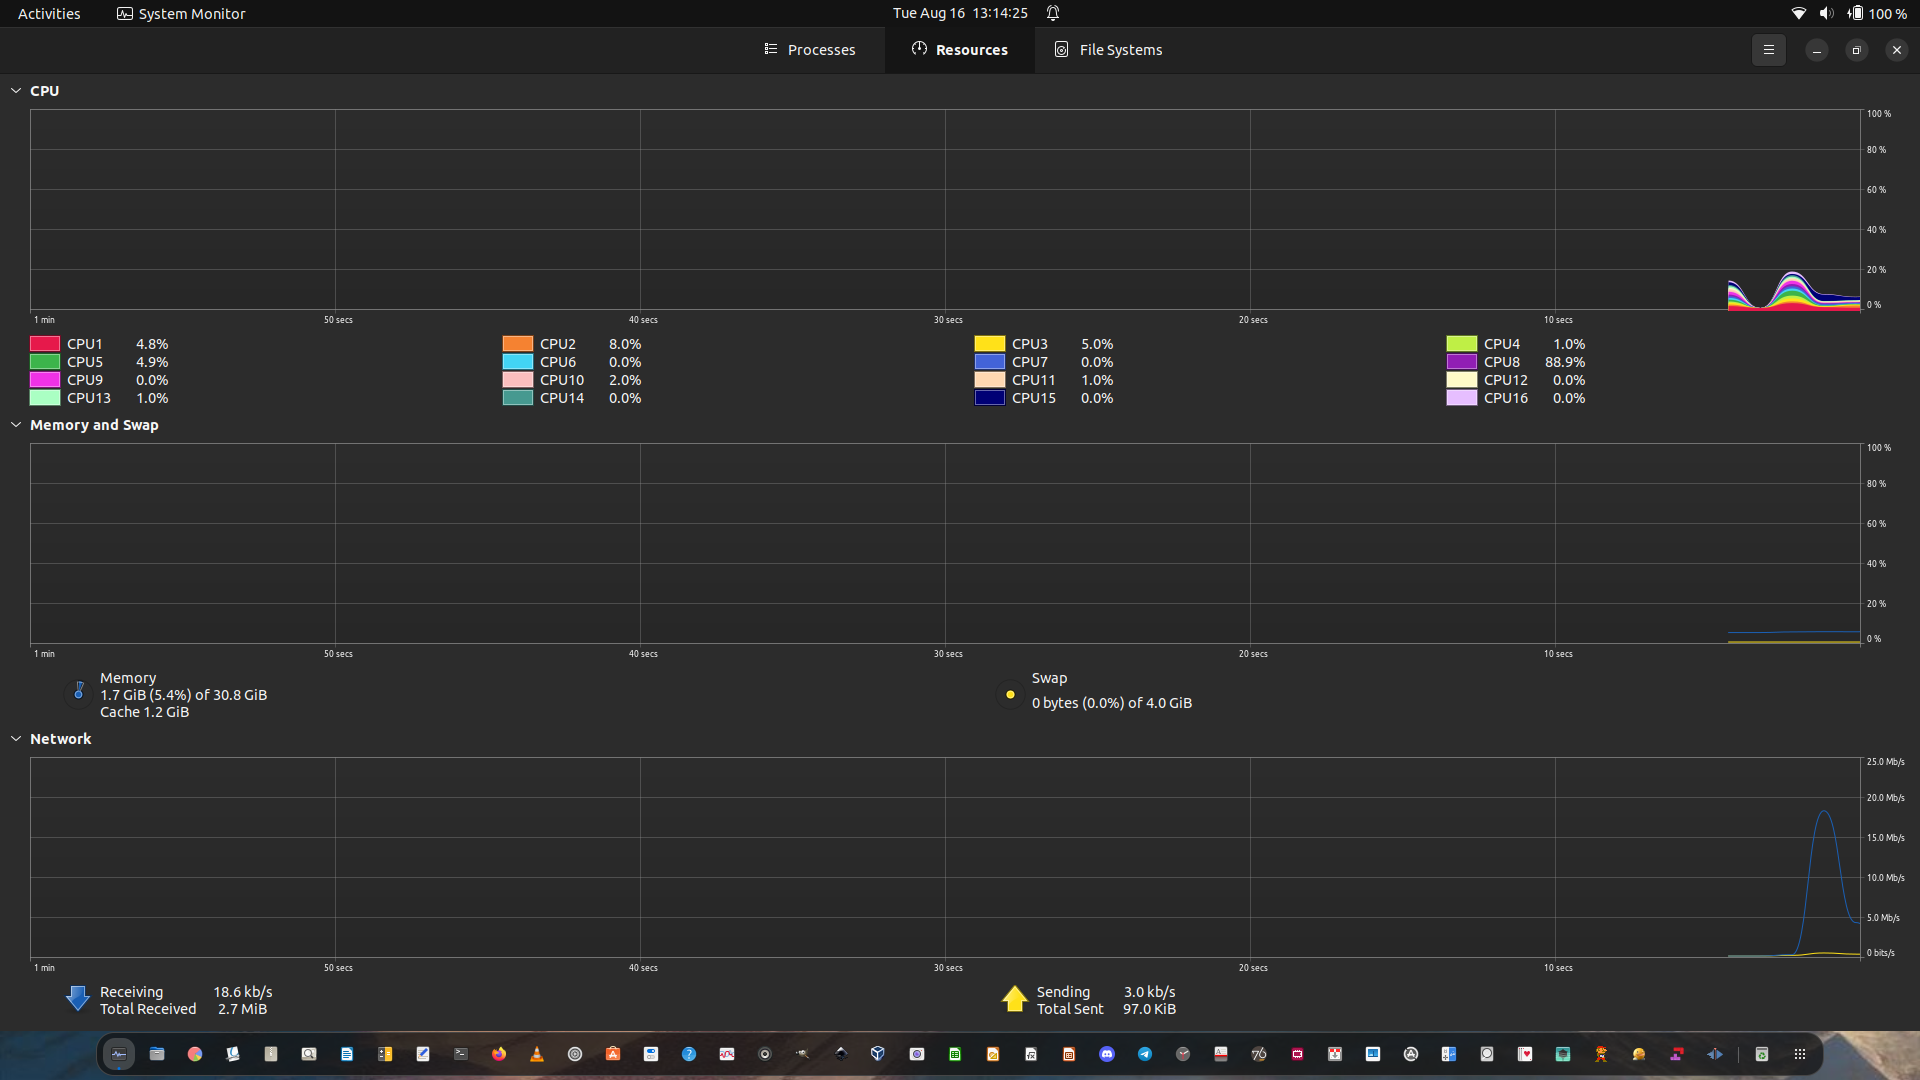 Activities System Monitor Tue Aug 16 13:14:25 100 %
Processes Resources File Systems
CPU
100 %
80 %
60 %
40 %
20 %
0 %
1 min 50 secs 40 secs 30 secs 20 secs 10 secs
CPU1 4.8% CPU2 8.0% CPU3 5.0% CPU4 1.0%
CPU5 4.9% CPU6 0.0% CPU7 0.0% CPU8 88.9%
CPU9 0.0% CPU10 2.0% CPU11 1.0% CPU12 0.0%
CPU13 1.0% CPU14 0.0% CPU15 0.0% CPU16 0.0%
Memory and Swap
100 %
80 %
60 %
40 %
20 %
0 %
1 min 50 secs 40 secs 30 secs 20 secs 10 secs
Memory
1.7 GiB (5.4%) of 30.8 GiB
Cache 1.2 GiB
Swap
0 bytes (0.0%) of 4.0 GiB
Network
25.0 Mb/s
20.0 Mb/s
15.0 Mb/s
10.0 Mb/s
5.0 Mb/s
0 bits/s
1 min 50 secs 40 secs 30 secs 20 secs 10 secs
Receiving 18.6 kb/s
Total Received 2.7 MiB
Sending 3.0 kb/s
Total Sent 97.0 KiB
76